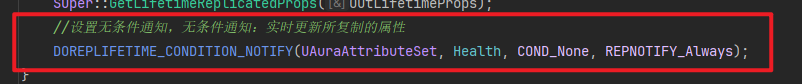 Super::GetLifetimeReplicatedProps([&]OutLifetimeProps);
//设置无条件通知，无条件通知：实时更新所复制的属性
DOREPLIFETIME_CONDITION_NOTIFY(UAuraAttributeSet, Health, COND_None, REPNOTIFY_Always);
}